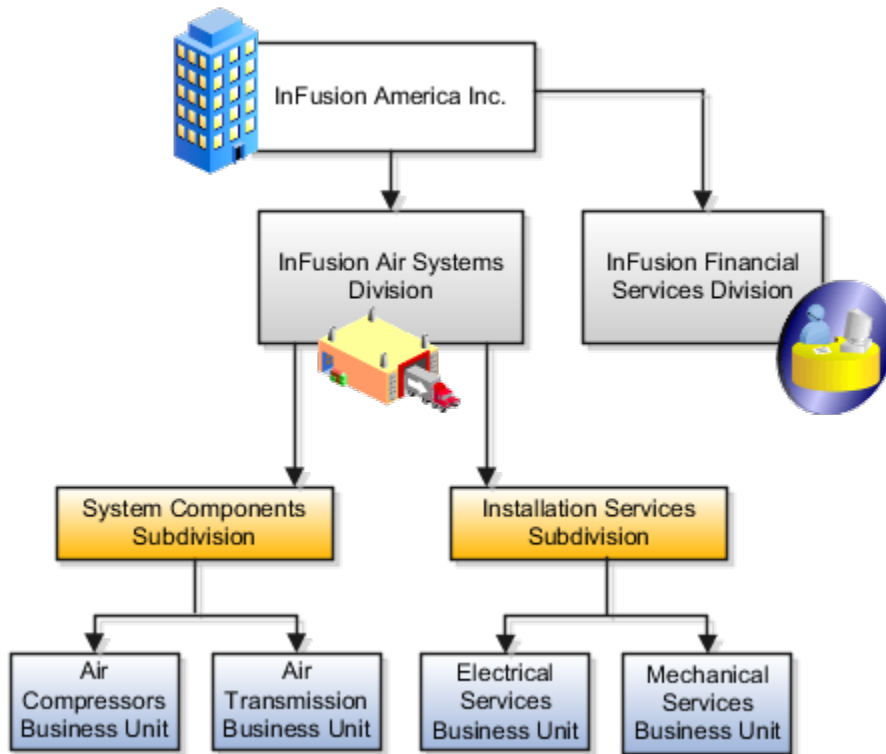 InFusion America Inc.
InFusion Air Systems
Division
InFusion Financial
Services Division
System Components
Subdivision
Installation Services
Subdivision
Air
Compressors
Business Unit
Air
Transmission
Business Unit
Electrical
Services
Business Unit
Mechanical
Services
Business Unit